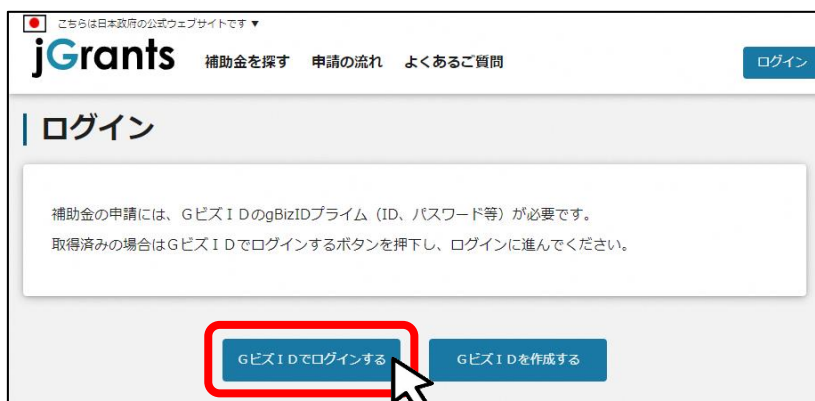 こちらは日本政府の公式ウェブサイトです ▼
jGrants 補助金を探す 申請の流れ よくあるご質問 ログイン
ログイン
補助金の申請には、GビズIDのgBizIDプライム（ID、パスワード等）が必要です。
取得済みの場合はGビズIDでログインするボタンを押下し、ログインに進んでください。
GビズIDでログインする GビズIDを作成する